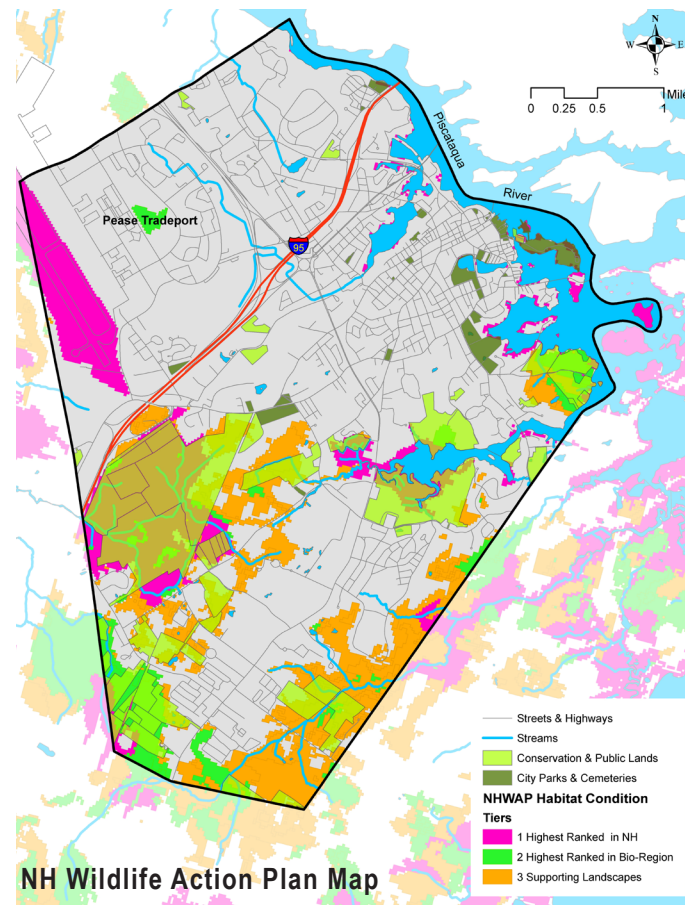 N
W E
S
Mile
0 0.25 0.5 1
Piscataqua
River
Pease Tradeport
95
Streets & Highways
Streams
Conservation & Public Lands
City Parks & Cemeteries
NHWAP Habitat Condition
Tiers
1 Highest Ranked in NH
2 Highest Ranked in Bio-Region
3 Supporting Landscapes
NH Wildlife Action Plan Map